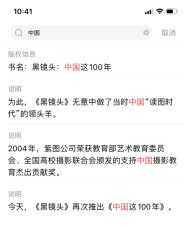 10:41
中国
取消
版权信息
书名：黑镜头：中国这100年
说明
为此，《黑镜头》无意中做了当时中国“读图时
代”的领头羊。
说明
2004年，紫图公司荣获教育部艺术教育委员
会、全国高校摄影联合会颁发的支持中国摄影教
育杰出贡献奖。
说明
今天，《黑镜头》再次推出《中国这100年》。